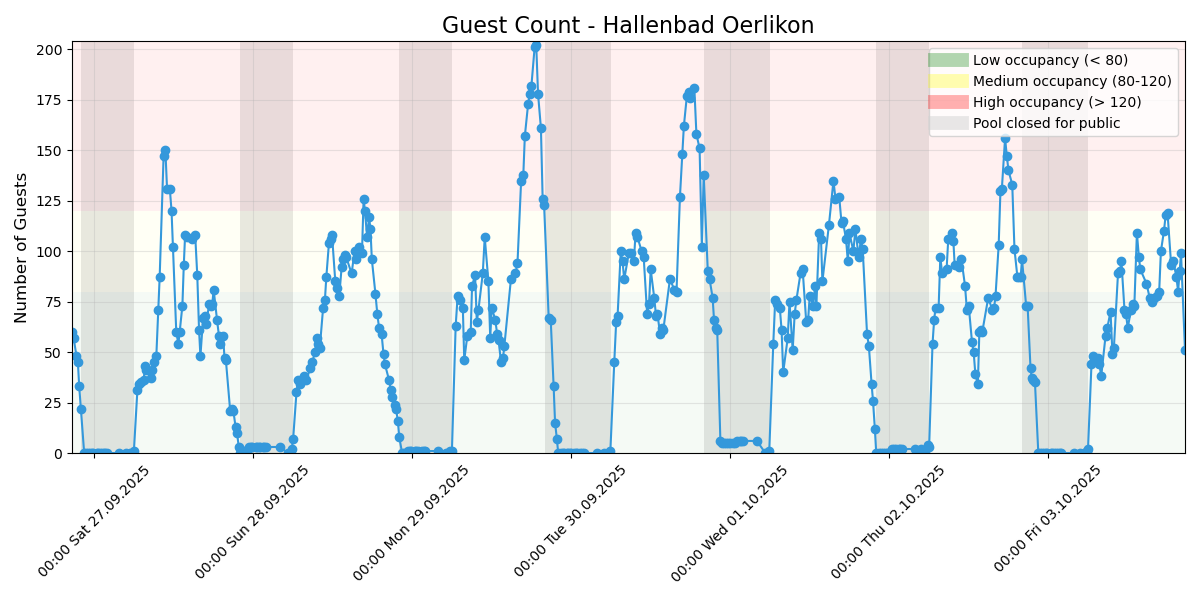 Guest Count - Hallenbad Oerlikon
Number of Guests
200
175
150
125
100
75
50
25
0
Low occupancy (< 80)
Medium occupancy (80-120)
High occupancy (> 120)
Pool closed for public
00:00 Sat 27.09.2025
00:00 Sun 28.09.2025
00:00 Mon 29.09.2025
00:00 Tue 30.09.2025
00:00 Wed 01.10.2025
00:00 Thu 02.10.2025
00:00 Fri 03.10.2025